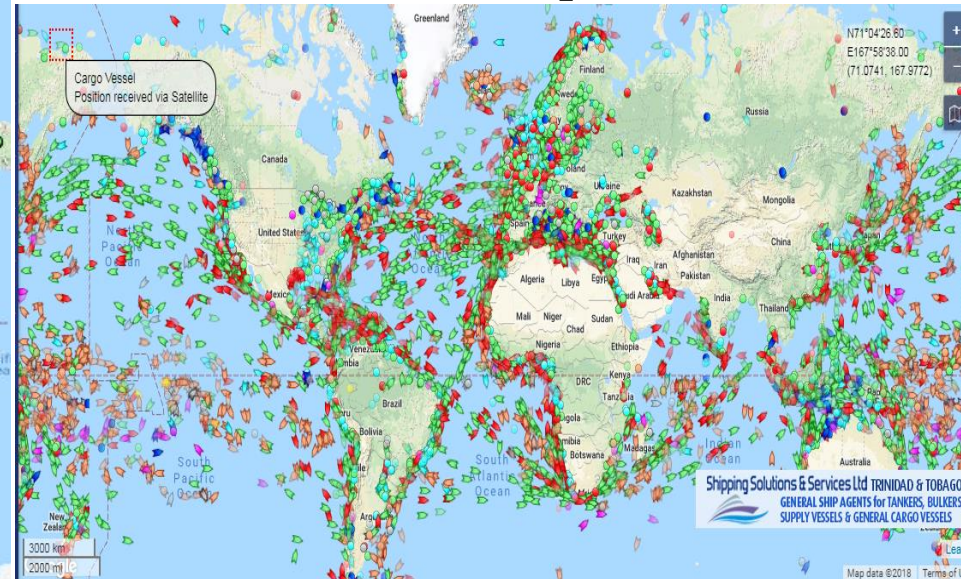 Greenland
N71°04'26.60
E167°58'38.00
(71.0741, 167.9772)
Cargo Vessel
Position received via Satellite
Finland
Russia
Canada
Ukraine
Kazakhstan
Mongolia
Spain
Turkey
United States
China
Afghanistan
Iraq
Iran
Pakistan
Algeria
Libya
Egypt
Saudi Arabia
India
Mexico
Mali
Niger
Sudan
Thailand
Chad
Nigeria
Ethiopia
Venezuela
DRC
Kenya
Tanzania
Brazil
Bolivia
Botswana
Madagascar
South
Pacific
Ocean
South
Atlantic
Ocean
Indian
Ocean
Australia
New
Zealand
Shipping Solutions & Services Ltd TRINIDAD & TOBAGO
GENERAL SHIP AGENTS for TANKERS, BULKERS
SUPPLY VESSELS & GENERAL CARGO VESSELS
3000 km
2000 mi
Map data ©2018
Terms of